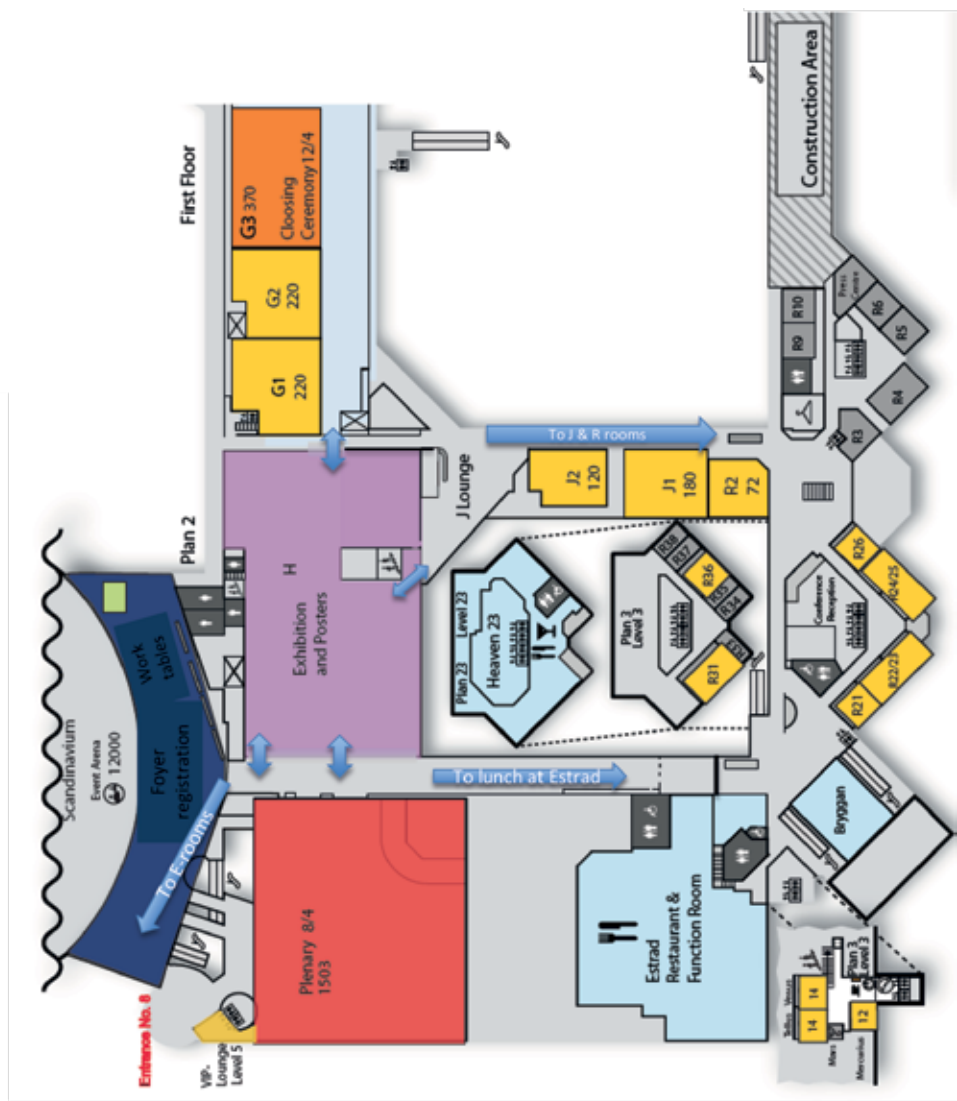 First Floor
G3 370
Cloosing
Ceremony 12/4
G2
220
G1
220
Construction Area
Press
Centre
R10
R9
R6
R5
R4
R3
To J & R rooms
J Lounge
J2
120
J1
180
R2
72
Plan 2
H
Exhibition
and Posters
Work
tables
Foyer
registration
Scandinavium
Event Arena
12000
To E-rooms
Plan 23 Level 23
Heaven 23
Plan 3
Level 3
R38
R37
R36
R35
R34
R31
R26
R24/25
Conference
Reception
R22/23
R21
To lunch at Estrad
Bryggan
Plenary 8/4
1503
Estrad
Restaurant &
Function Room
Entrance No. 8
VIP-
Lounge
Level 5
Plan 3
Level 3
Tellus Venus
14
14
Mars
Mercurius
12